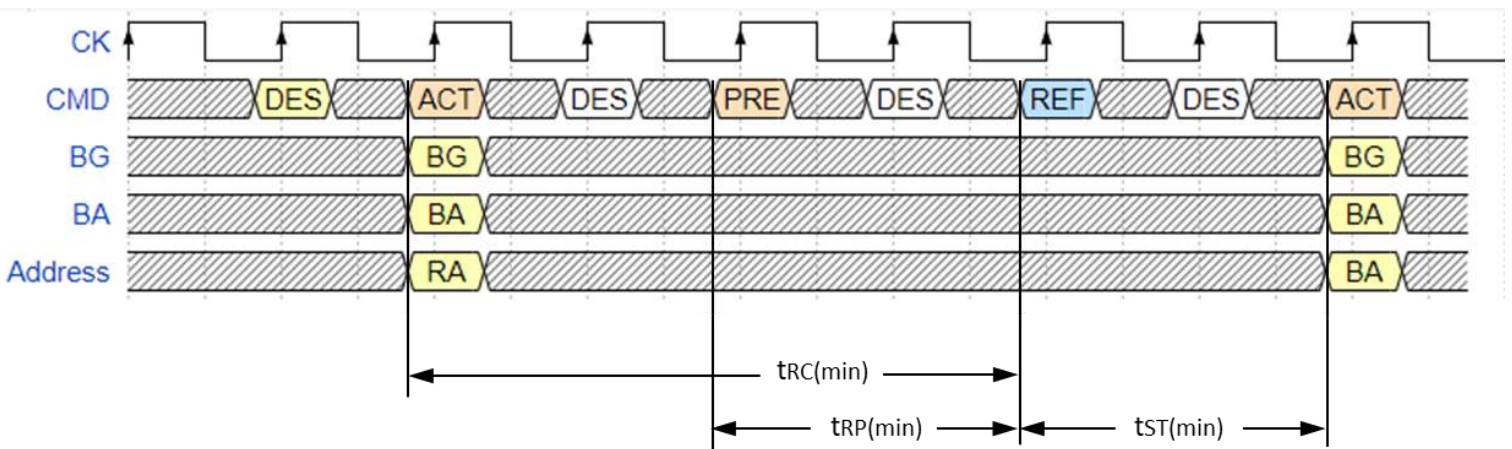 CK
CMD DES ACT DES PRE DES REF DES ACT
BG BG BG
BA BA BA
Address RA BA
tRC(min)
tRP(min) tST(min)